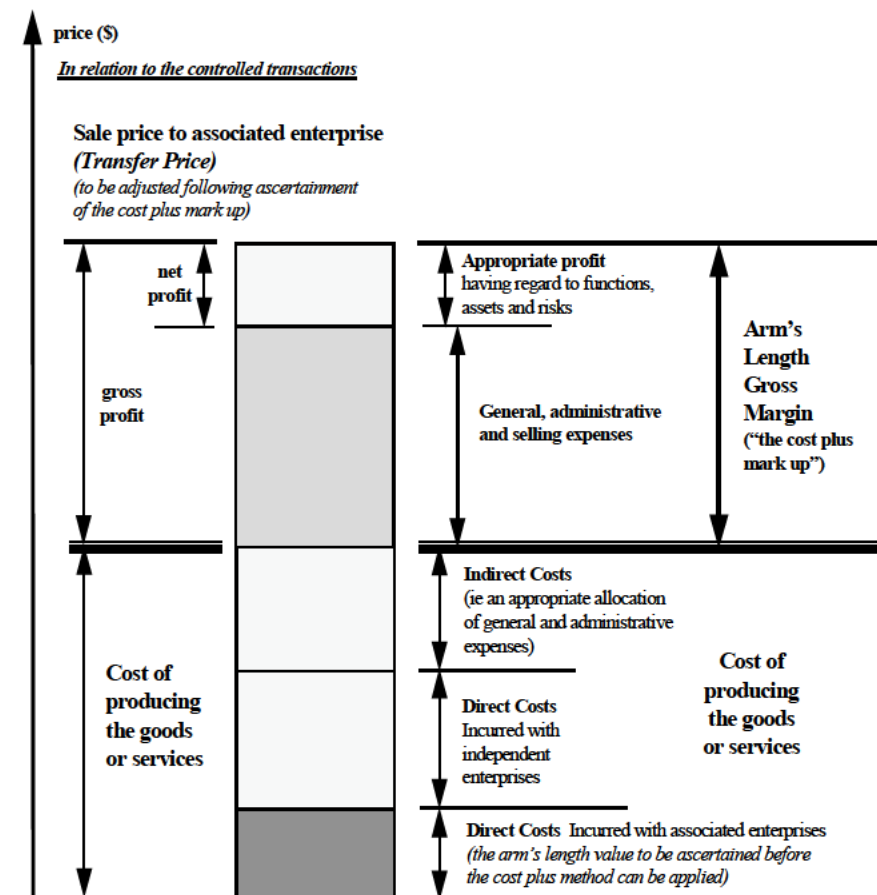 price ($)
In relation to the controlled transactions
Sale price to associated enterprise
(Transfer Price)
(to be adjusted following ascertainment
of the cost plus mark up)
net
profit
gross
profit
Appropriate profit
having regard to functions,
assets and risks
General, administrative
and selling expenses
Arm's
Length
Gross
Margin
("the cost plus
mark up")
Cost of
producing
the goods
or services
Indirect Costs
(ie an appropriate allocation
of general and administrative
expenses)
Direct Costs
Incurred with
independent
enterprises
Cost of
producing
the goods
or services
Direct Costs Incurred with associated enterprises
(the arm's length value to be ascertained before
the cost plus method can be applied)